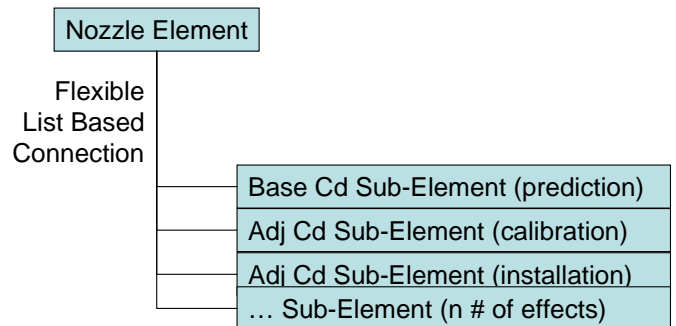 Nozzle Element
Flexible
List Based
Connection
Base Cd Sub-Element (prediction)
Adj Cd Sub-Element (calibration)
Adj Cd Sub-Element (installation)
… Sub-Element (n # of effects)